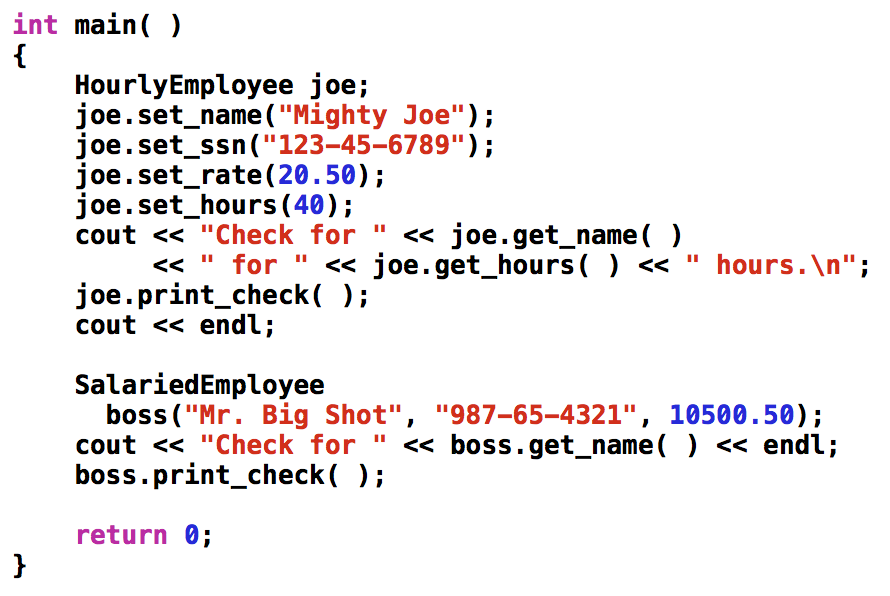 int main( )
{
    HourlyEmployee joe;
    joe.set_name("Mighty Joe");
    joe.set_ssn("123-45-6789");
    joe.set_rate(20.50);
    joe.set_hours(40);
    cout << "Check for " << joe.get_name( )
         << " for " << joe.get_hours( ) << " hours.\n";
    joe.print_check( );
    cout << endl;

    SalariedEmployee
      boss("Mr. Big Shot", "987-65-4321", 10500.50);
    cout << "Check for " << boss.get_name( ) << endl;
    boss.print_check( );

    return 0;
}